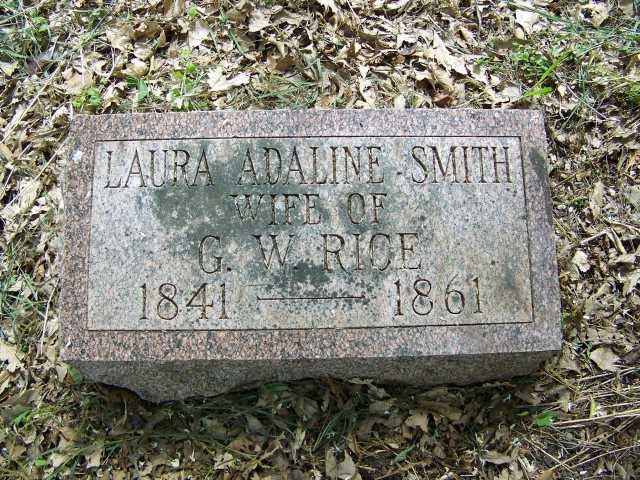 LAURA ADALINE SMITH
WIFE OF
G. W. RICE
1841 — 1861